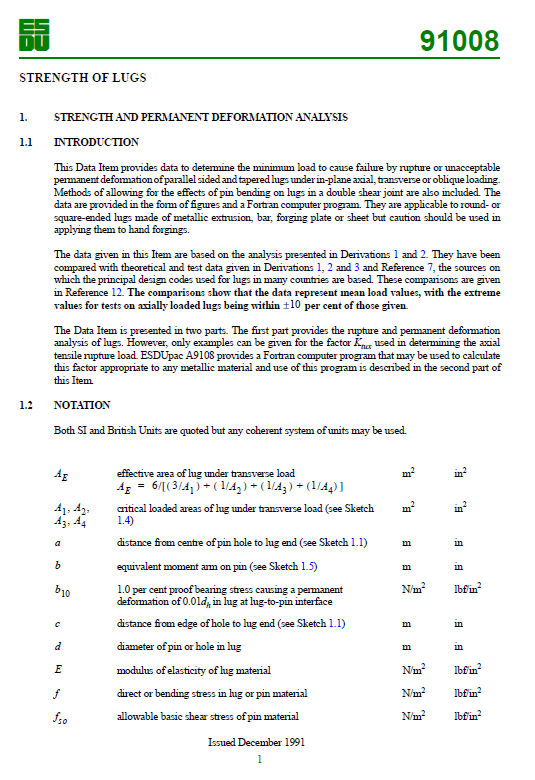 ESDU
91008
STRENGTH OF LUGS
1. STRENGTH AND PERMANENT DEFORMATION ANALYSIS
1.1 INTRODUCTION
This Data Item provides data to determine the minimum load to cause failure by rupture or unacceptable
permanent deformation of parallel sided and tapered lugs under in-plane axial, transverse or oblique loading.
Methods of allowing for the effects of pin bending on lugs in a double shear joint are also included. The
data are provided in the form of figures and a Fortran computer program. They are applicable to round- or
square-ended lugs made of metallic extrusion, bar, forging plate or sheet but caution should be used in
applying them to hand forgings.
The data given in this Item are based on the analysis presented in Derivations 1 and 2. They have been
compared with theoretical and test data given in Derivations 1, 2 and 3 and Reference 7, the sources on
which the principal design codes used for lugs in many countries are based. These comparisons are given
in Reference 12. The comparisons show that the data represent mean load values, with the extreme
values for tests on axially loaded lugs being within ±10 per cent of those given.
The Data Item is presented in two parts. The first part provides the rupture and permanent deformation
analysis of lugs. However, only examples can be given for the factor K_tux used in determining the axial
tensile rupture load. ESDUpac A9108 provides a Fortran computer program that may be used to calculate
this factor appropriate to any metallic material and use of this program is described in the second part of
this Item.
1.2 NOTATION
Both SI and British Units are quoted but any coherent system of units may be used.
A_E effective area of lug under transverse load m² in²
A_E = 6/[(3/A₁) + (1/A₂) + (1/A₃) + (1/A₄)]
A₁, A₂, critical loaded areas of lug under transverse load (see Sketch m² in²
A₃, A₄ 1.4)
a distance from centre of pin hole to lug end (see Sketch 1.1) m in
b equivalent moment arm on pin (see Sketch 1.5) m in
b₁₀ 1.0 per cent proof bearing stress causing a permanent N/m² lbf/in²
deformation of 0.01d_h in lug at lug-to-pin interface
c distance from edge of hole to lug end (see Sketch 1.1) m in
d diameter of pin or hole in lug m in
E modulus of elasticity of lug material N/m² lbf/in²
f direct or bending stress in lug or pin material N/m² lbf/in²
f_so allowable basic shear stress of pin material N/m² lbf/in²
Issued December 1991
1